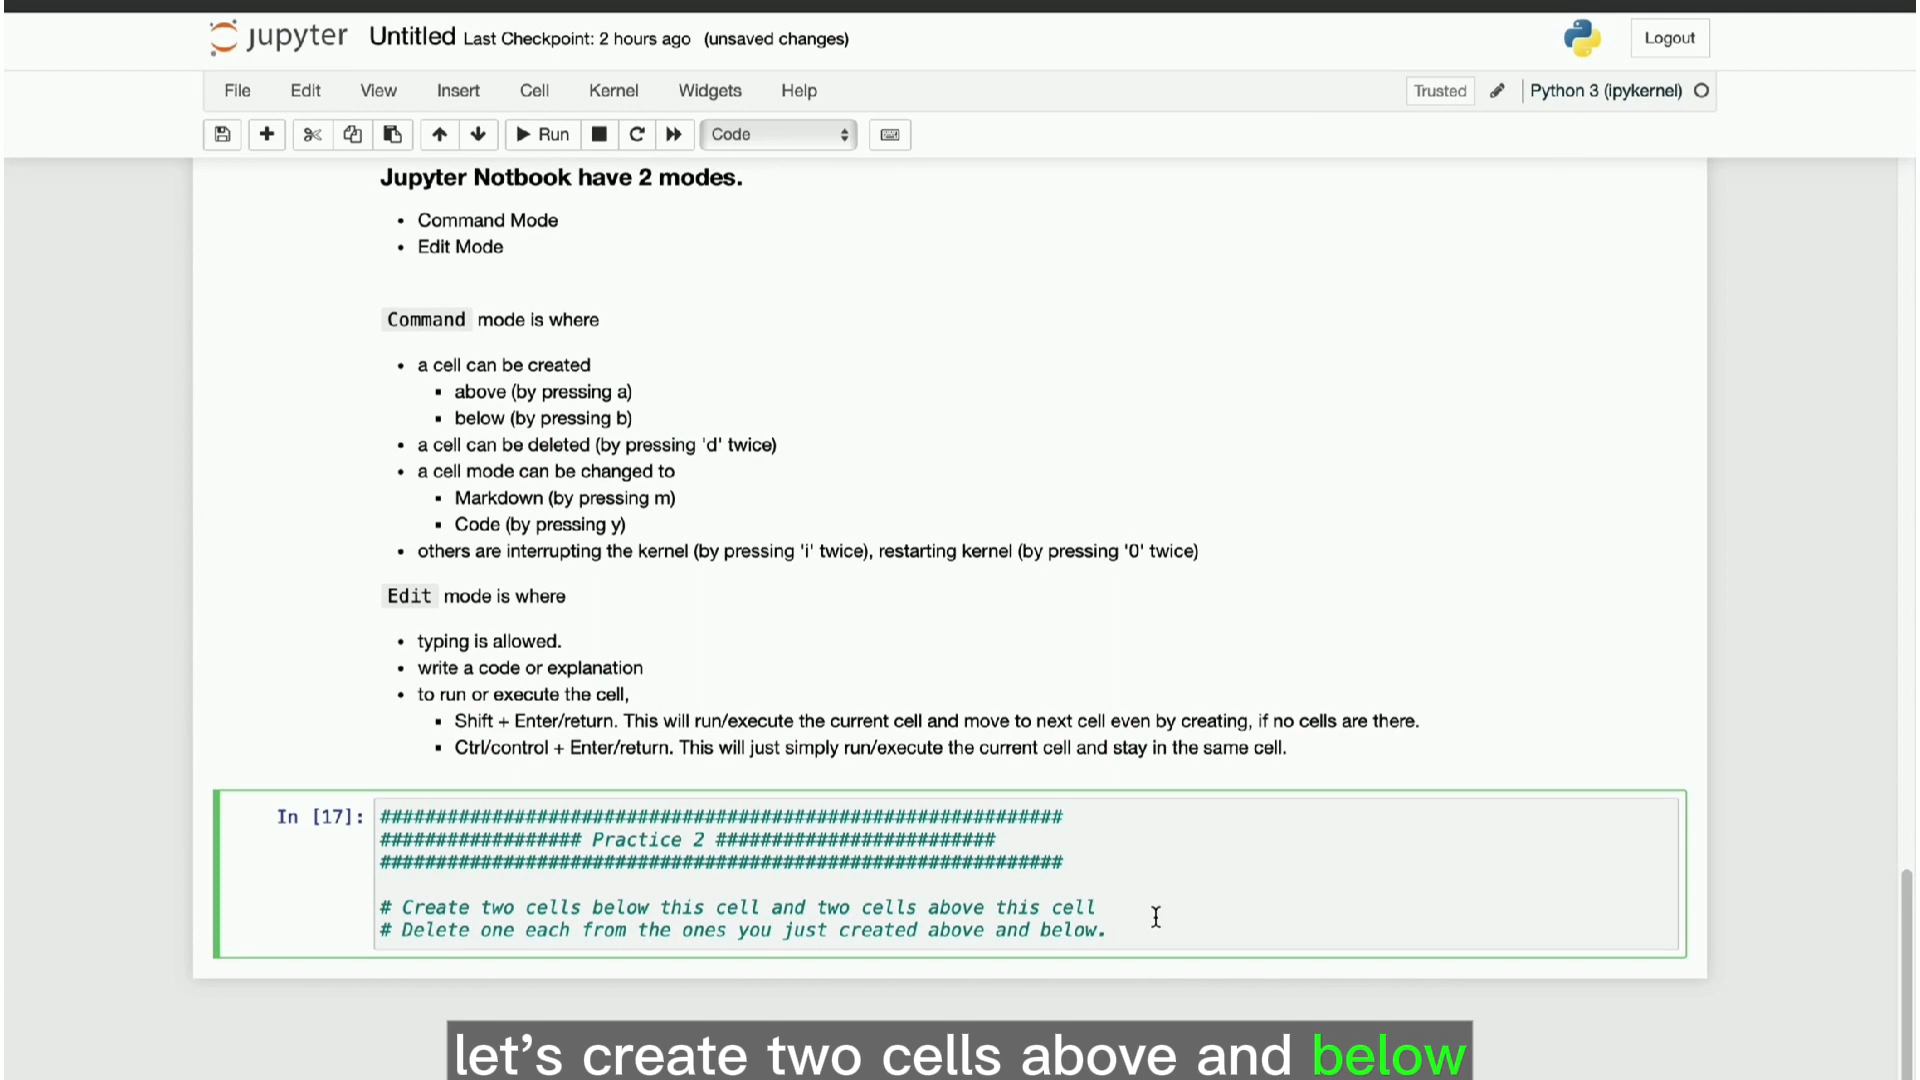 jupyter Untitled Last Checkpoint: 2 hours ago (unsaved changes) Logout
File Edit View Insert Cell Kernel Widgets Help Trusted Python 3 (ipykernel)
Run Code
Jupyter Notbook have 2 modes.
• Command Mode
• Edit Mode
Command mode is where
• a cell can be created
▪ above (by pressing a)
▪ below (by pressing b)
• a cell can be deleted (by pressing 'd' twice)
• a cell mode can be changed to
▪ Markdown (by pressing m)
▪ Code (by pressing y)
• others are interrupting the kernel (by pressing 'i' twice), restarting kernel (by pressing '0' twice)
Edit mode is where
• typing is allowed.
• write a code or explanation
• to run or execute the cell,
▪ Shift + Enter/return. This will run/execute the current cell and move to next cell even by creating, if no cells are there.
▪ Ctrl/control + Enter/return. This will just simply run/execute the current cell and stay in the same cell.
In [17]: #############################################################
################## Practice 2 #########################
#############################################################
# Create two cells below this cell and two cells above this cell
# Delete one each from the ones you just created above and below.
let's create two cells above and below